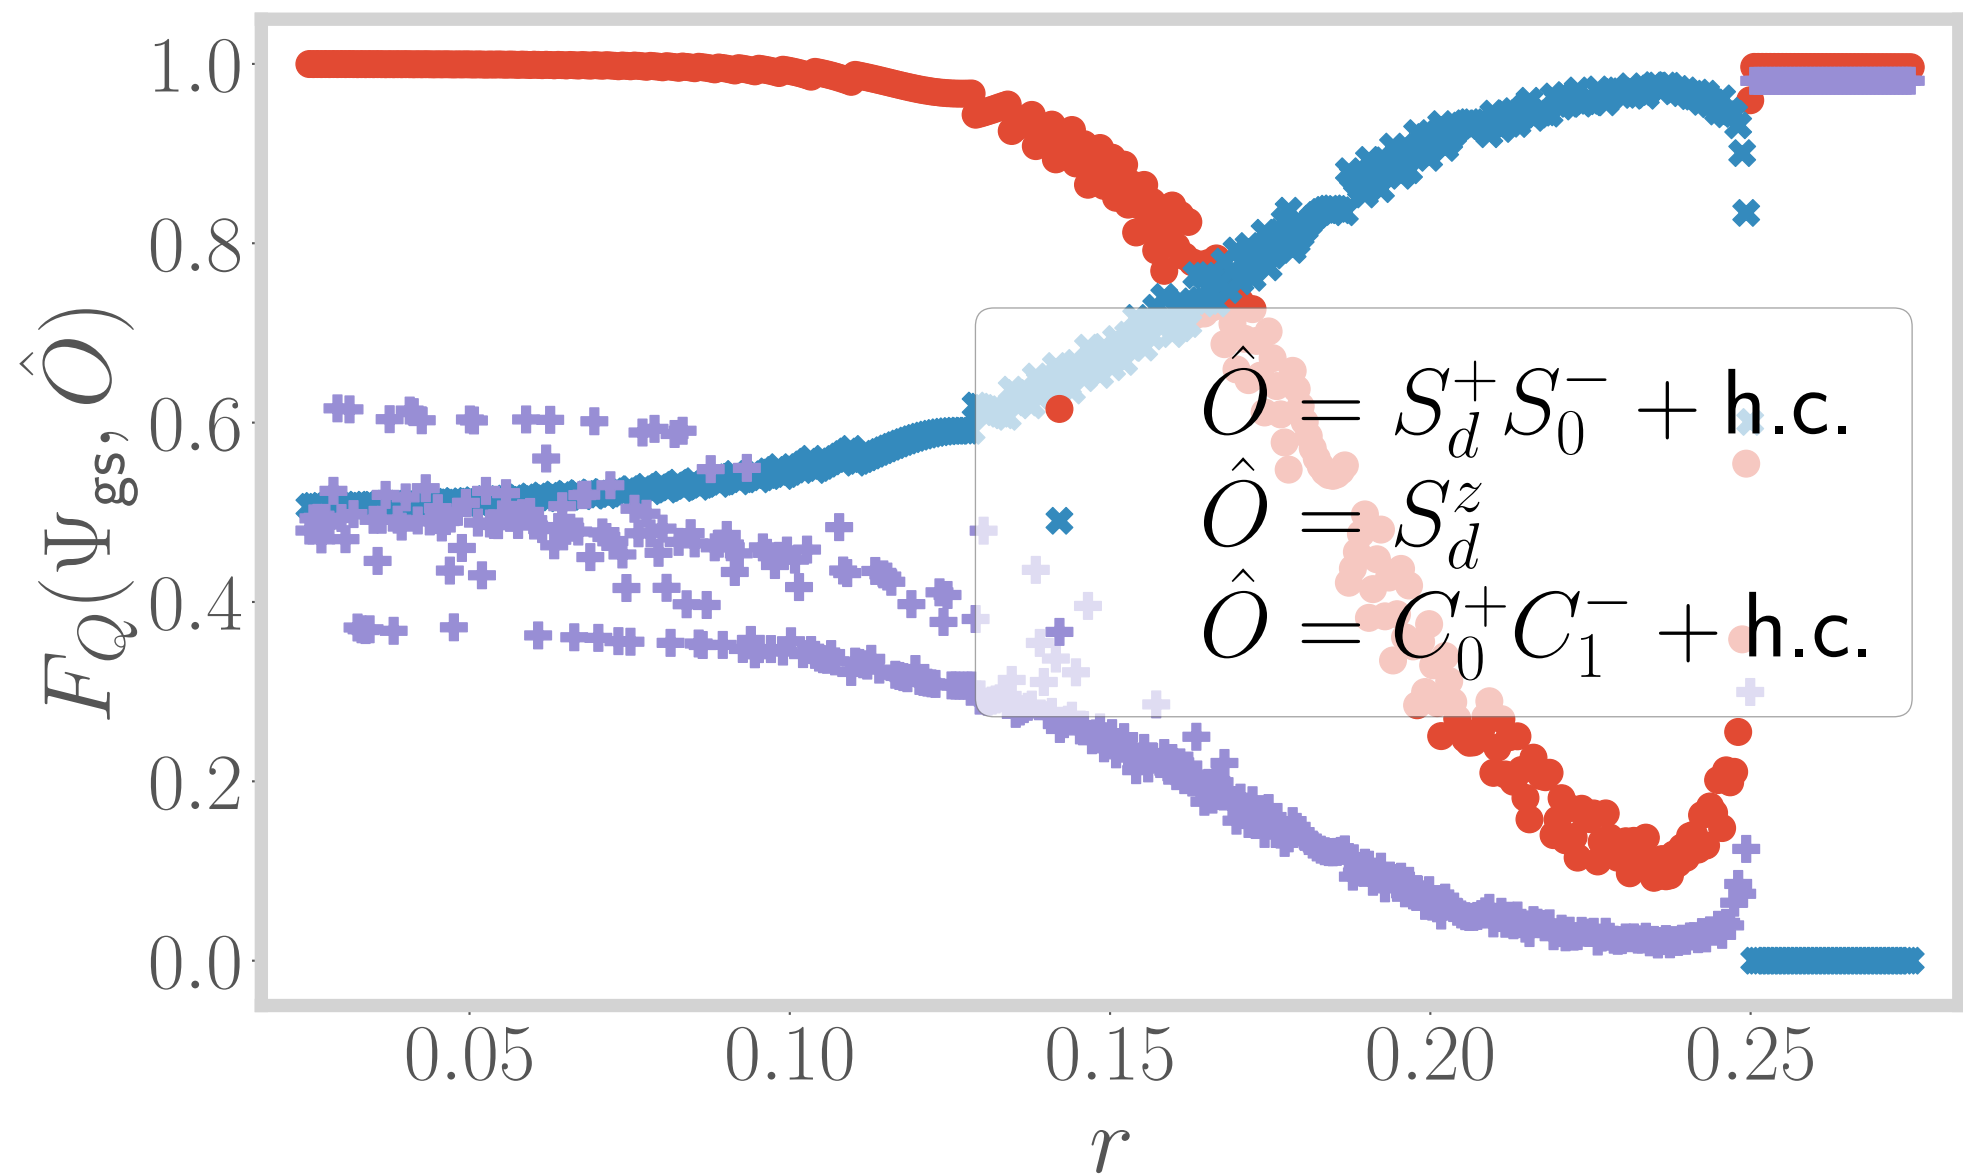 F_Q(Ψ_gs, Ô)
1.0
0.8
0.6
0.4
0.2
0.0
Ô = S_d^+ S_0^- + h.c.
Ô = S_d^z
Ô = C_0^+ C_1^- + h.c.
0.05 0.10 0.15 0.20 0.25
r